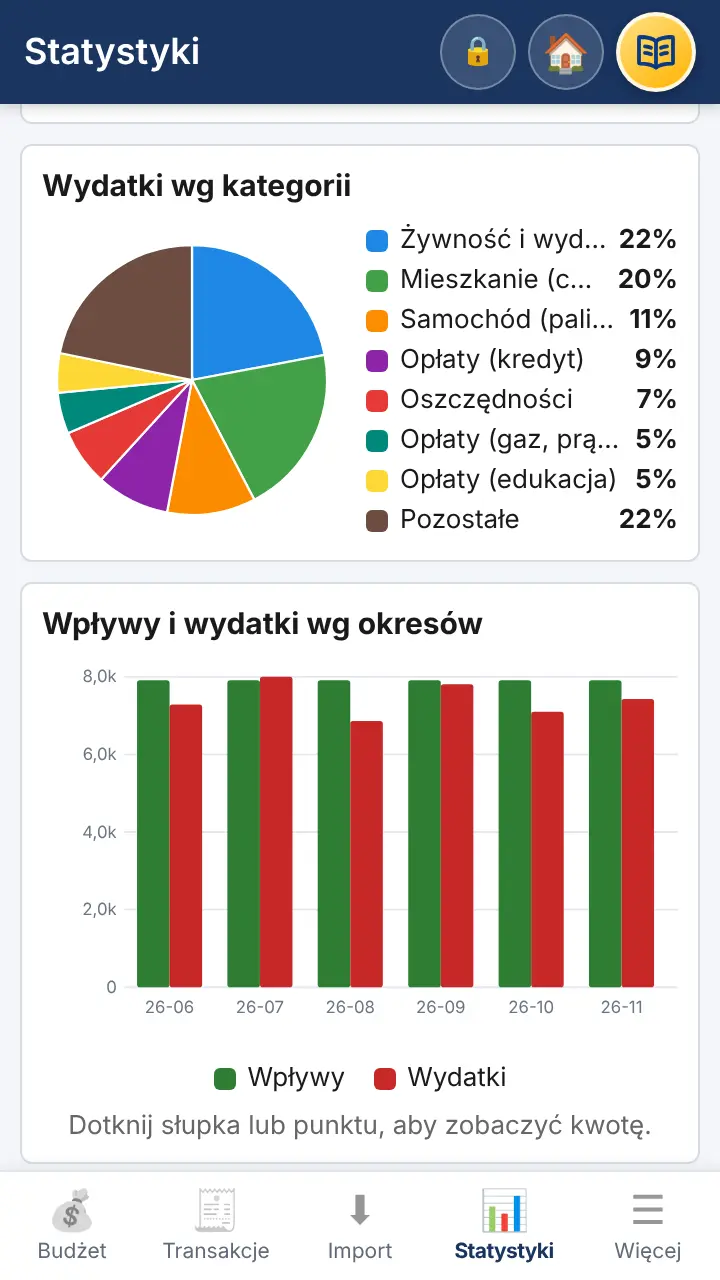 Statystyki
Wydatki wg kategorii
Żywność i wyd... 22%
Mieszkanie (c... 20%
Samochód (pali... 11%
Opłaty (kredyt) 9%
Oszczędności 7%
Opłaty (gaz, prą... 5%
Opłaty (edukacja) 5%
Pozostałe 22%
Wpływy i wydatki wg okresów
8,0k
6,0k
4,0k
2,0k
0
26-06 26-07 26-08 26-09 26-10 26-11
Wpływy Wydatki
Dotknij słupka lub punktu, aby zobaczyć kwotę.
Budżet Transakcje Import Statystyki Więcej